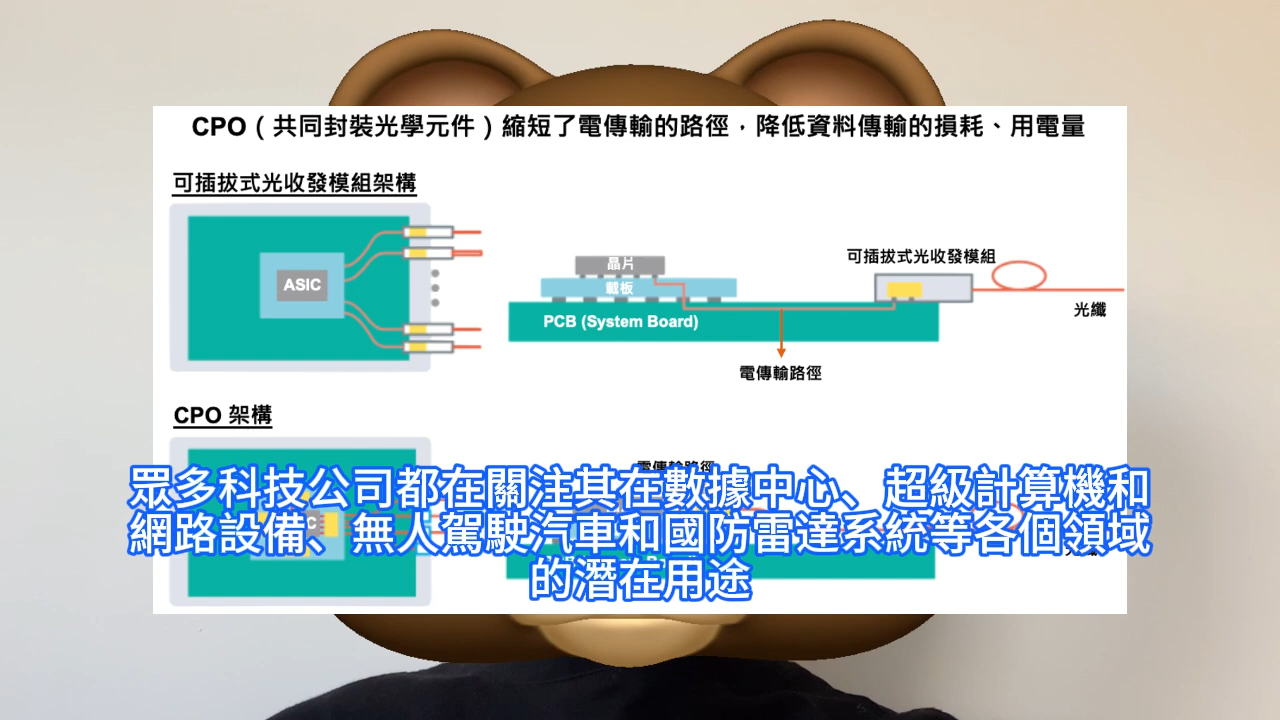 CPO（共同封裝光學元件）縮短了電傳輸的路徑，降低資料傳輸的損耗、用電量
可插拔式光收發模組架構
ASIC
晶片
載板
PCB (System Board)
可插拔式光收發模組
光纖
電傳輸路徑
CPO 架構
電傳輸路徑
眾多科技公司都在關注其在數據中心、超級計算機和
網路設備、無人駕駛汽車和國防雷達系統等各個領域
的潛在用途